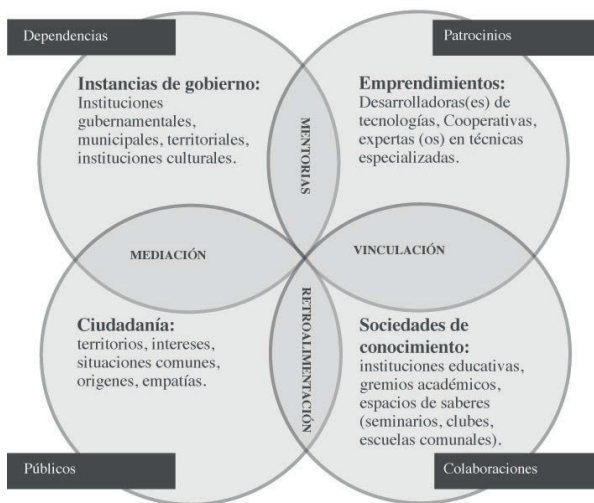 Dependencias
Patrocinios
Instancias de gobierno:
Instituciones
gubernamentales,
municipales, territoriales,
instituciones culturales.
MENTORIAS
Emprendimientos:
Desarrolladoras(es) de
tecnologías, Cooperativas,
expertas (os) en técnicas
especializadas.
MEDIACIÓN
VINCULACIÓN
Ciudadanía:
territorios, intereses,
situaciones comunes,
origenes, empatías.
RETROALIMENTACIÓN
Sociedades de
conocimiento:
instituciones educativas,
gremios académicos,
espacios de saberes
(seminarios, clubes,
escuelas comunales).
Públicos
Colaboraciones